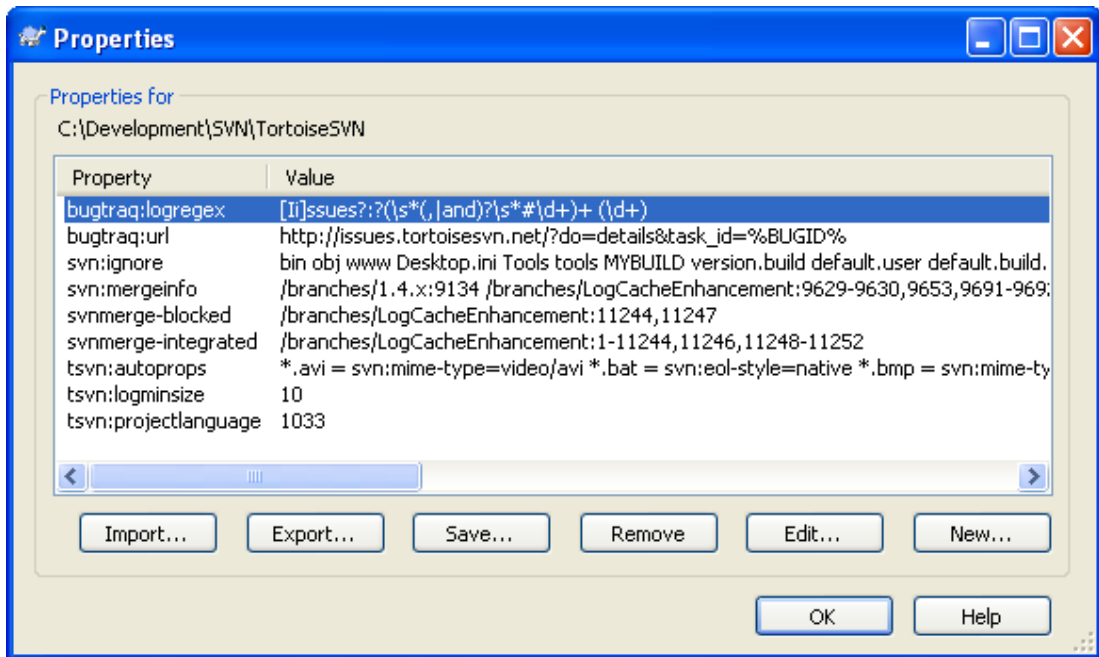 Properties
Properties for
C:\Development\SVN\TortoiseSVN
Property Value
bugtraq:logregex [Ii]ssues?:?(\s*(,|and)?\s*#\d+)+ (\d+)
bugtraq:url http://issues.tortoisesvn.net/?do=details&task_id=%BUGID%
svn:ignore bin obj www Desktop.ini Tools tools MYBUILD version.build default.user default.build.
svn:mergeinfo /branches/1.4.x:9134 /branches/LogCacheEnhancement:9629-9630,9653,9691-969
svnmerge-blocked /branches/LogCacheEnhancement:11244,11247
svnmerge-integrated /branches/LogCacheEnhancement:1-11244,11246,11248-11252
tsvn:autoprops *.avi = svn:mime-type=video/avi *.bat = svn:eol-style=native *.bmp = svn:mime-ty
tsvn:logminsize 10
tsvn:projectlanguage 1033
Import... Export... Save... Remove Edit... New...
OK Help